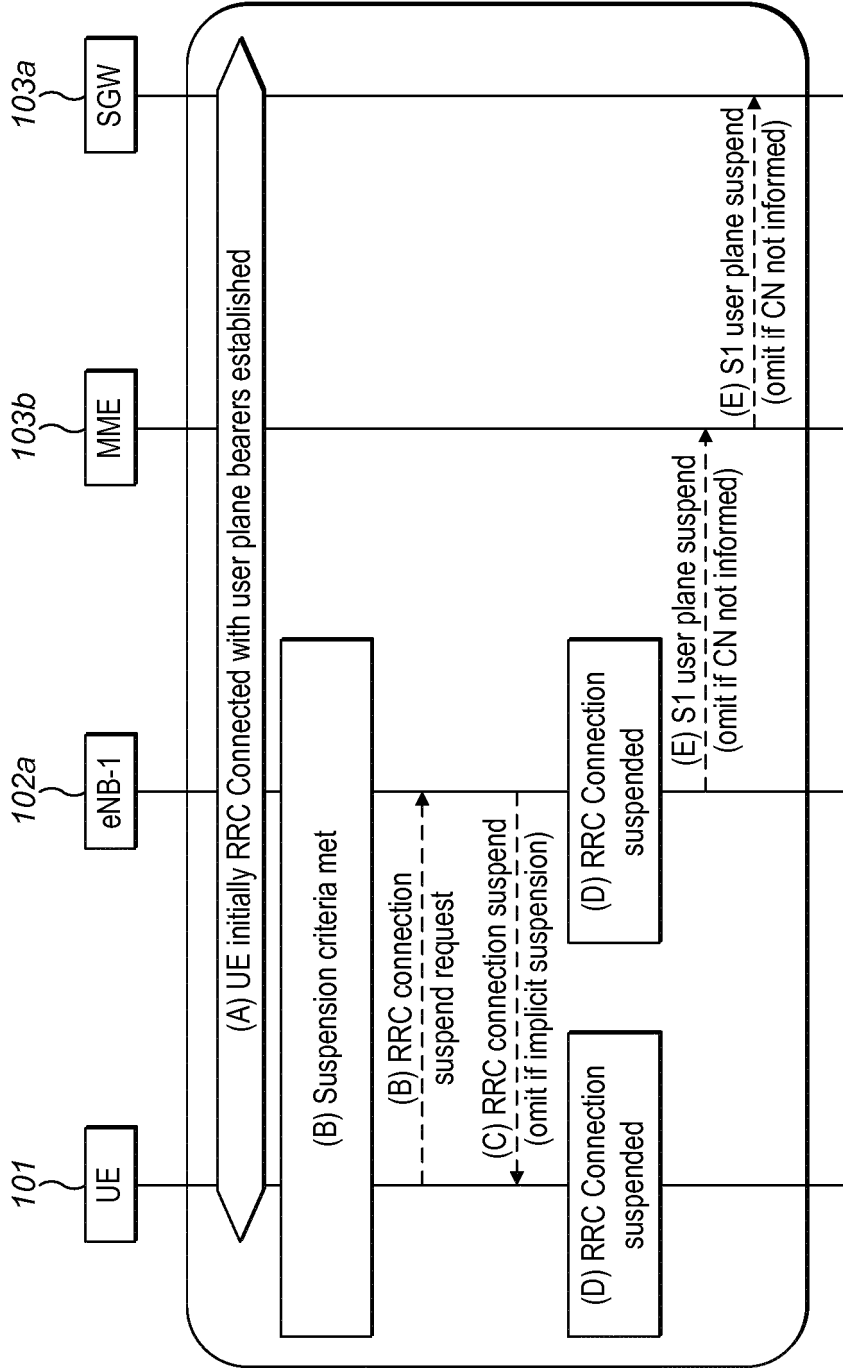 101
102a
103b
103a
UE
eNB-1
MME
SGW
(A) UE initially RRC Connected with user plane bearers established
(B) Suspension criteria met
(B) RRC connection
suspend request
(C) RRC connection suspend
(omit if implicit suspension)
(D) RRC Connection
suspended
(D) RRC Connection
suspended
(E) S1 user plane suspend
(omit if CN not informed)
(E) S1 user plane suspend
(omit if CN not informed)